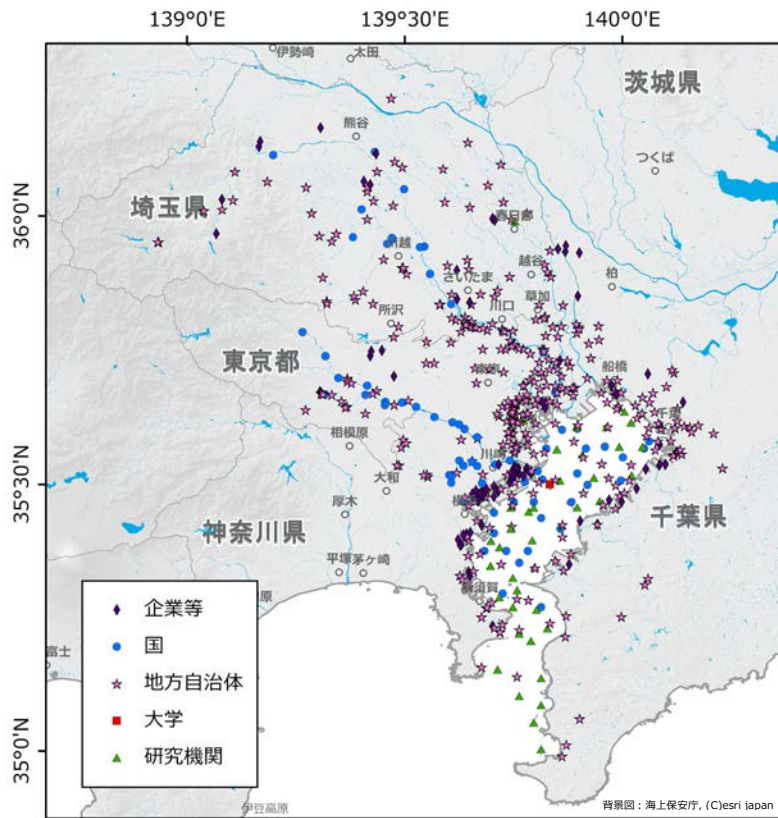 139°0'E 139°30'E 140°0'E
伊勢崎
太田
茨城県
熊谷
つくば
36°0'N
埼玉県
春日部
川越
越谷
さいたま
柏
草加
川口
所沢
船橋
東京都
千葉
相模原
川崎
35°30'N
大和
厚木
千葉県
神奈川県
平塚
茅ヶ崎
原
富士
企業等
国
地方自治体
大学
研究機関
35°0'N
伊豆高原
背景図：海上保安庁, (C)esri japan